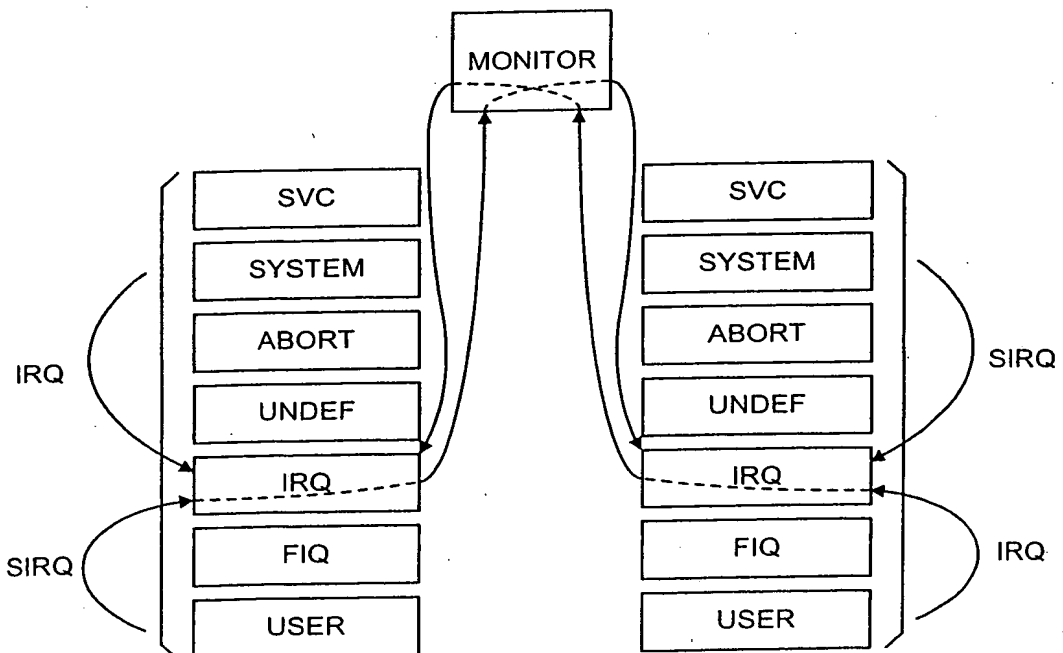 MONITOR
SVC
SYSTEM
ABORT
UNDEF
IRQ
FIQ
USER
IRQ
SIRQ
SVC
SYSTEM
ABORT
UNDEF
IRQ
FIQ
USER
SIRQ
IRQ